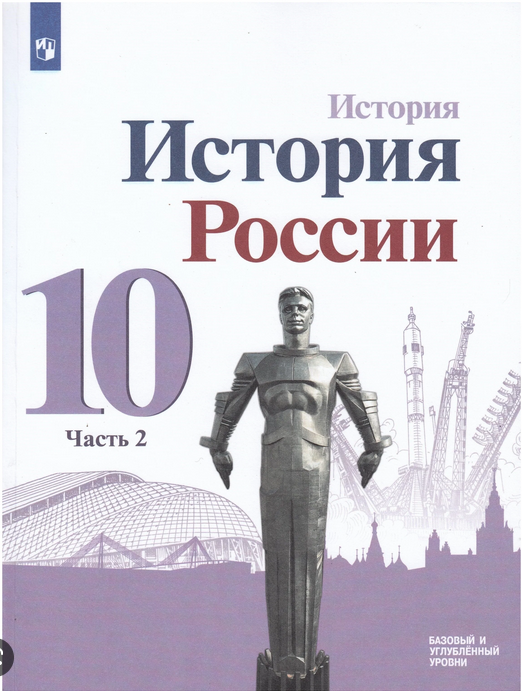 История
История
России
10
Часть 2
БАЗОВЫЙ И
УГЛУБЛЁННЫЙ
УРОВНИ